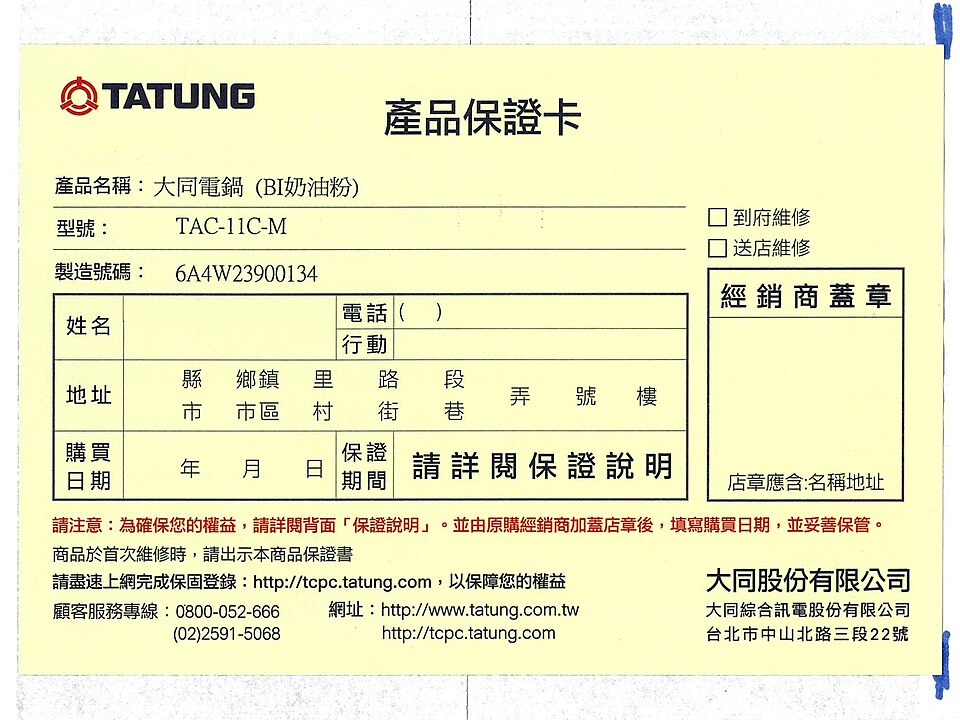 TATUNG
產品保證卡
產品名稱：大同電鍋 (BI奶油粉)
型號： TAC-11C-M
製造號碼： 6A4W23900134
□到府維修
□送店維修
經銷商蓋章
店章應含:名稱地址
姓名 電話 ( )
行動
地址 縣 鄉鎮 里 路 段 弄 號 樓
市 市區 村 街 巷
購買日期 年 月 日 保證期間 請詳閱保證說明
請注意：為確保您的權益，請詳閱背面「保證說明」。並由原購經銷商加蓋店章後，填寫購買日期，並妥善保管。
商品於首次維修時，請出示本商品保證書
請盡速上網完成保固登錄：http://tcpc.tatung.com，以保障您的權益
顧客服務專線：0800-052-666 網址：http://www.tatung.com.tw
(02)2591-5068 http://tcpc.tatung.com
大同股份有限公司
大同綜合訊電股份有限公司
台北市中山北路三段22號